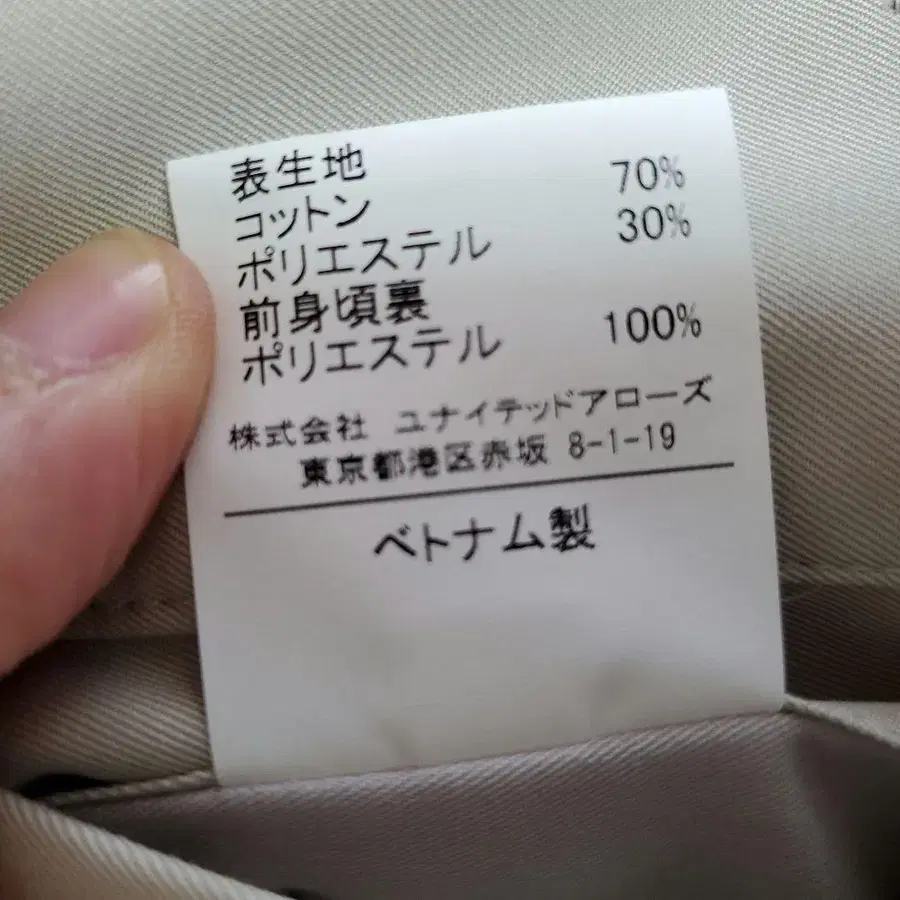 表生地
コットン 70%
ポリエステル 30%
前身頃裏
ポリエステル 100%
株式会社 ユナイテッドアローズ
東京都港区赤坂 8-1-19
ベトナム製